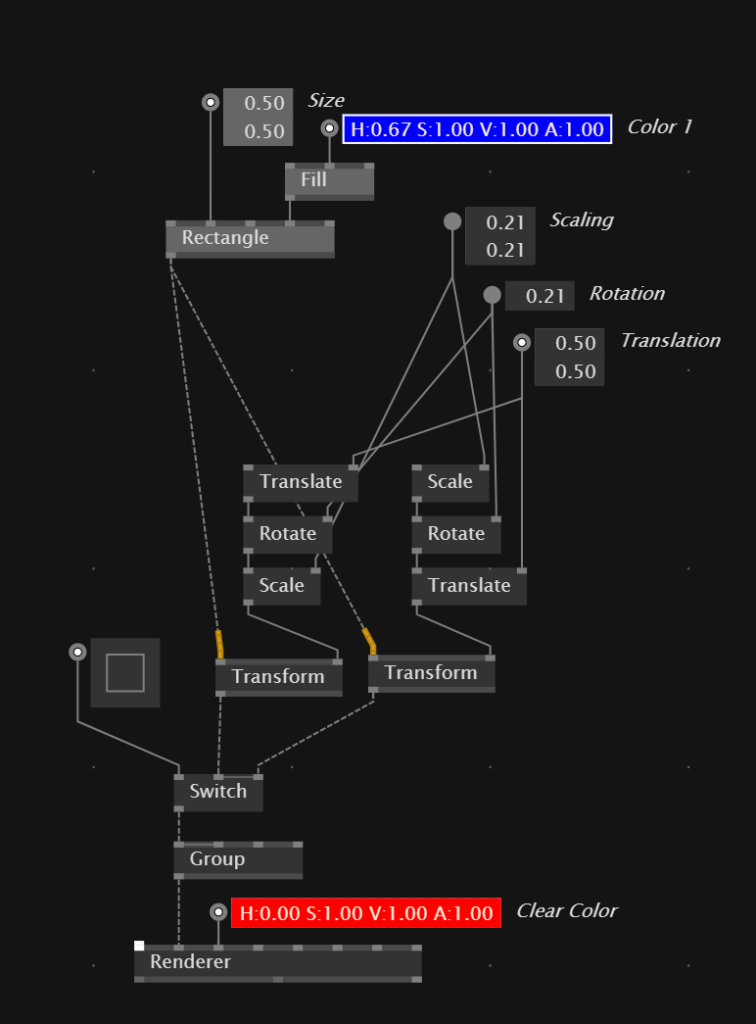 0.50 Size
0.50
H:0.67 S:1.00 V:1.00 A:1.00 Color 1
Fill
Rectangle
0.21 Scaling
0.21
0.21 Rotation
0.50 Translation
0.50
Translate Scale
Rotate Rotate
Scale Translate
Transform Transform
Switch
Group
H:0.00 S:1.00 V:1.00 A:1.00 Clear Color
Renderer